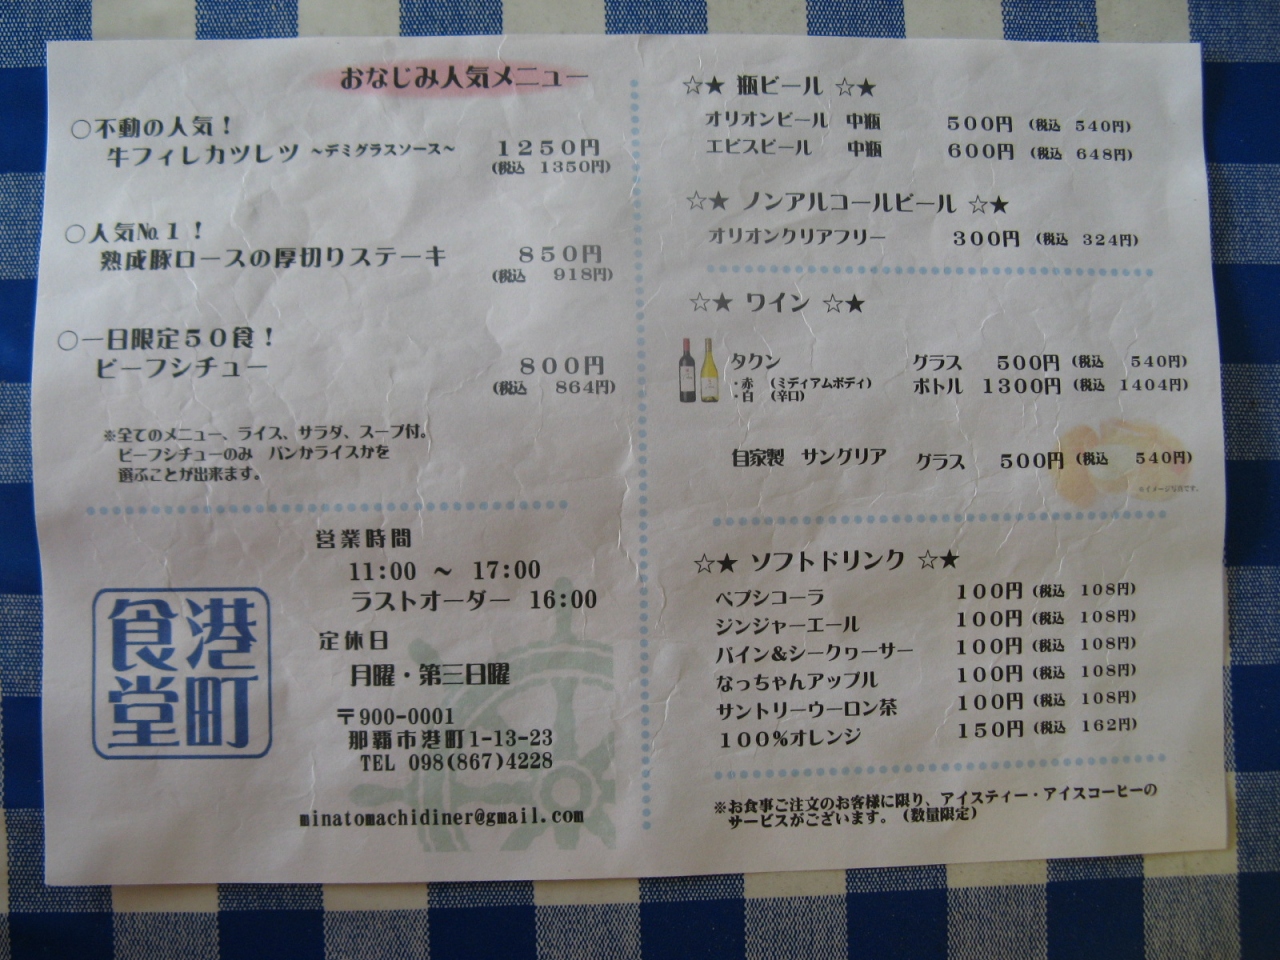 おなじみ人気メニュー
○不動の人気！
牛フィレカツレツ ～デミグラスソース～ 1250円
(税込 1350円)
○人気№1！
熟成豚ロースの厚切りステーキ 850円
(税込 918円)
○一日限定50食！
ビーフシチュー 800円
(税込 864円)
※全てのメニュー、ライス、サラダ、スープ付。
ビーフシチューのみ パンかライスかを
選ぶことが出来ます。
営業時間
11:00 ～ 17:00
ラストオーダー 16:00
定休日
月曜・第三日曜
〒900-0001
那覇市港町1-13-23
TEL 098(867)4228
minatomachidiner@gmail.com
港町
食堂
☆★ 瓶ビール ☆★
オリオンビール 中瓶 500円 (税込 540円)
エビスビール 中瓶 600円 (税込 648円)
☆★ ノンアルコールビール ☆★
オリオンクリアフリー 300円 (税込 324円)
☆★ ワイン ☆★
タクン グラス 500円 (税込 540円)
・赤 (ミディアムボディ) ボトル 1300円 (税込 1404円)
・白 (辛口)
自家製 サングリア グラス 500円 (税込 540円)
※イメージ写真です。
☆★ ソフトドリンク ☆★
ペプシコーラ 100円 (税込 108円)
ジンジャーエール 100円 (税込 108円)
パイン&シークヮーサー 100円 (税込 108円)
なっちゃんアップル 100円 (税込 108円)
サントリーウーロン茶 100円 (税込 108円)
100%オレンジ 150円 (税込 162円)
※お食事ご注文のお客様に限り、アイスティー・アイスコーヒーの
サービスがございます。(数量限定)